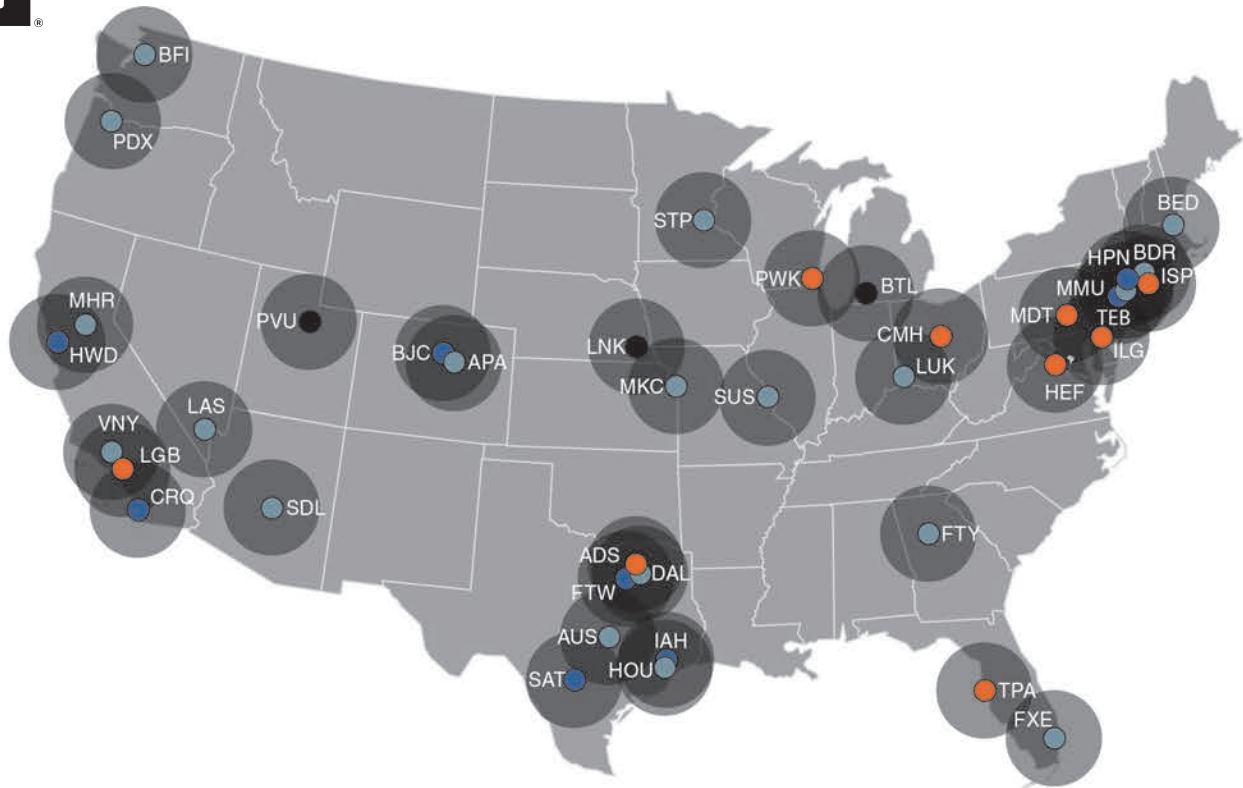 ®
BFI
PDX
BED
STP
HPN
BDR
PWK
BTL
MMU
ISP
MHR
MDT
TEB
PVU
CMH
HWD
BJC
APA
LNK
ILG
LUK
HEF
MKC
SUS
LAS
VNY
LGB
CRQ
SDL
FTY
ADS
DAL
FTW
AUS
IAH
HOU
SAT
TPA
FXE